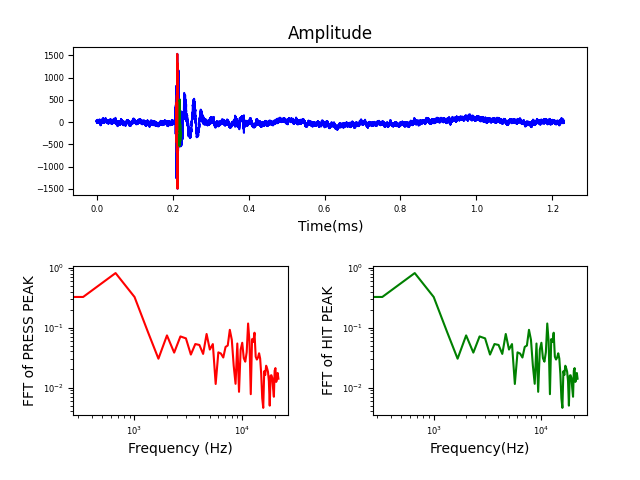 Amplitude
1500
1000
500
0
−500
−1000
−1500
0.0 0.2 0.4 0.6 0.8 1.0 1.2
Time(ms)
FFT of PRESS PEAK
10⁰
10⁻¹
10⁻²
10³ 10⁴
Frequency (Hz)
FFT of HIT PEAK
10⁰
10⁻¹
10⁻²
10³ 10⁴
Frequency(Hz)